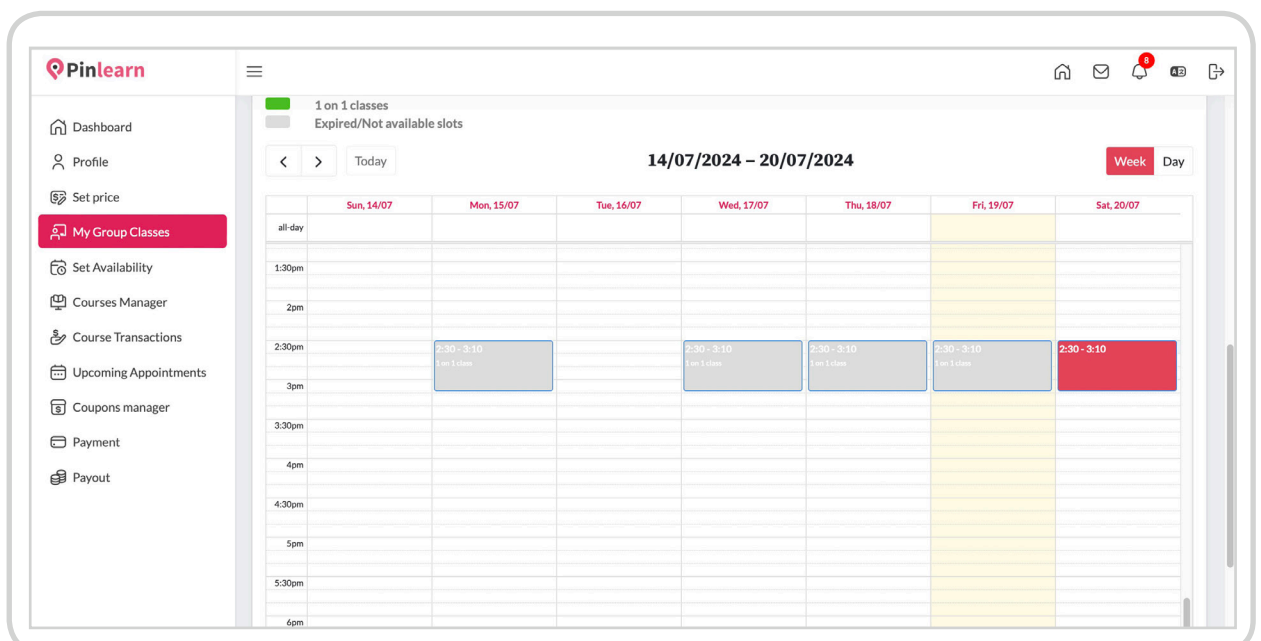 Pinlearn
8
Dashboard
Profile
Set price
My Group Classes
Set Availability
Courses Manager
Course Transactions
Upcoming Appointments
Coupons manager
Payment
Payout
1 on 1 classes
Expired/Not available slots
Today
14/07/2024 – 20/07/2024
Week Day
Sun, 14/07 Mon, 15/07 Tue, 16/07 Wed, 17/07 Thu, 18/07 Fri, 19/07 Sat, 20/07
all-day
1:30pm
2pm
2:30pm 2:30 - 3:10 2:30 - 3:10 2:30 - 3:10 2:30 - 3:10 2:30 - 3:10
1 on 1 class 1 on 1 class 1 on 1 class 1 on 1 class
3pm
3:30pm
4pm
4:30pm
5pm
5:30pm
6pm